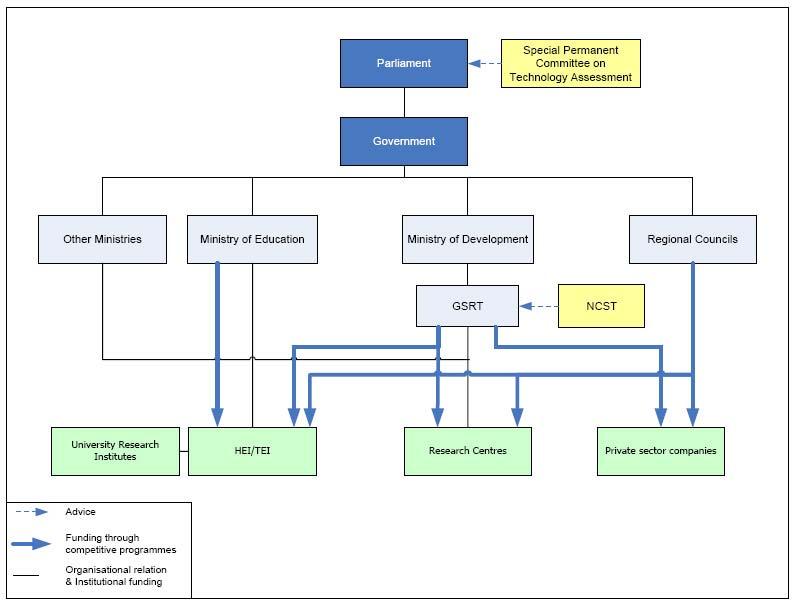 Parliament
Special Permanent
Committee on
Technology Assessment
Government
Other Ministries
Ministry of Education
Ministry of Development
Regional Councils
GSRT
NCST
University Research
Institutes
HEI/TEI
Research Centres
Private sector companies
Advice
Funding through
competitive programmes
Organisational relation
& Institutional funding